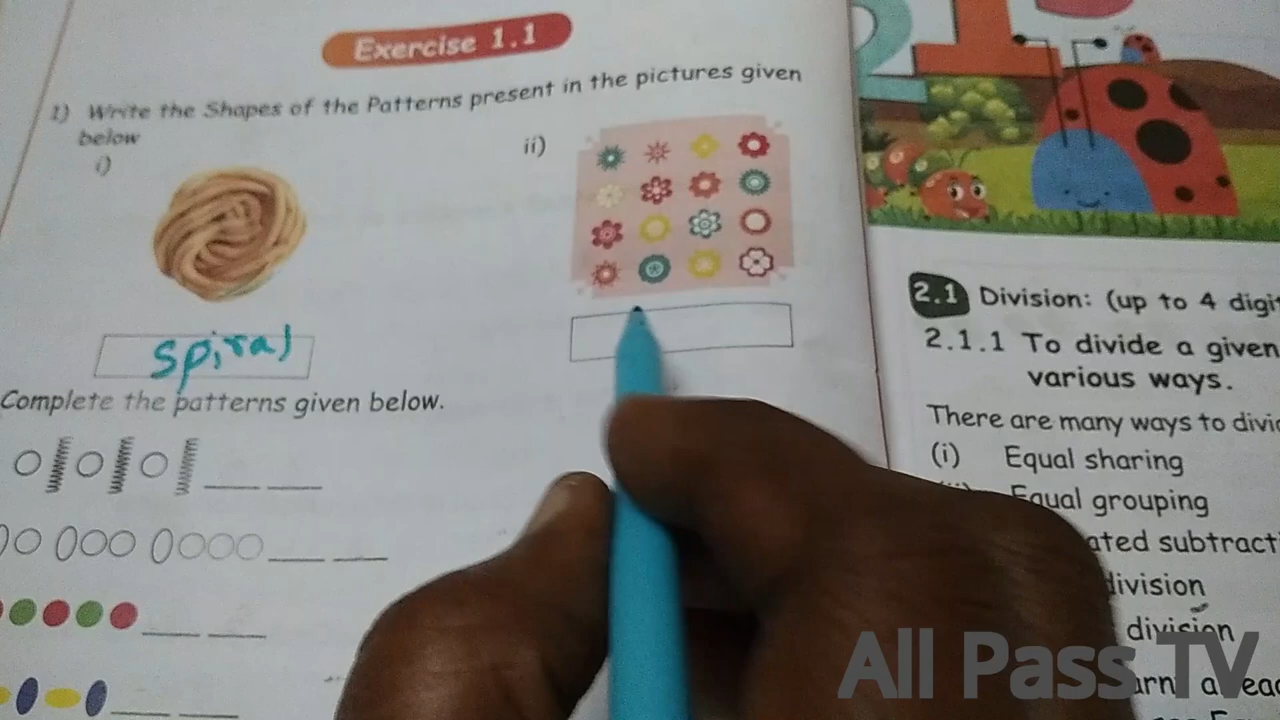 Exercise 1.1
1) Write the Shapes of the Patterns present in the pictures given
below
i)
ii)
spiral
Complete the patterns given below.
21
2.1 Division: (up to 4 digi
2.1.1 To divide a given
various ways.
There are many ways to divi
(i) Equal sharing
Equal grouping
ated subtract
division
division
All Pass TV